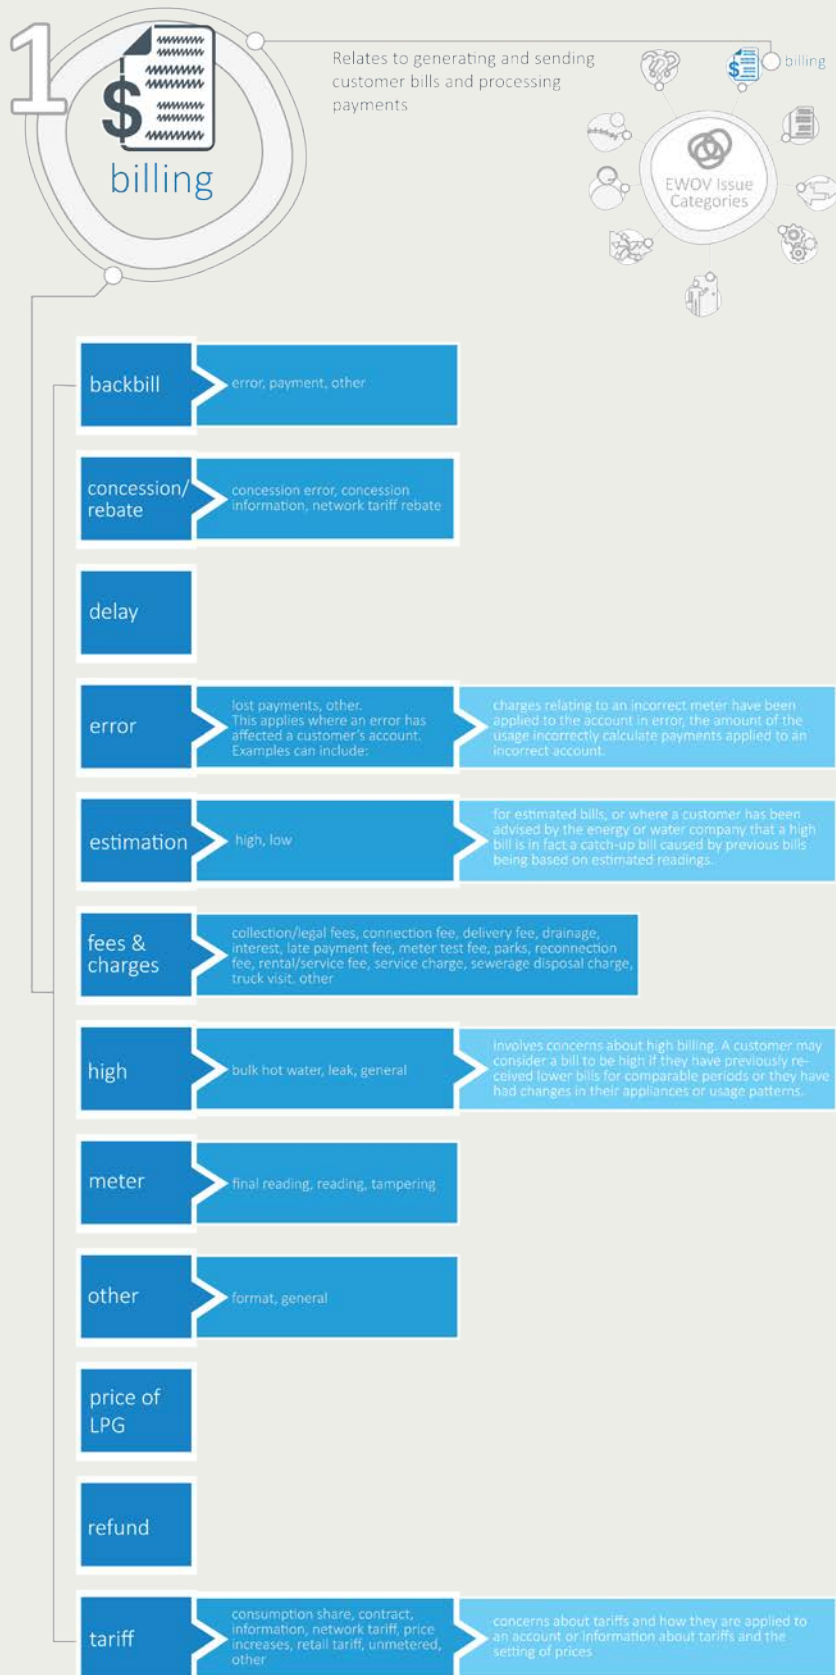 1
$
billing
Relates to generating and sending
customer bills and processing
payments
$
billing
EWOV Issue
Categories
backbill
error, payment, other
concession/
rebate
concession error, concession
information, network tariff rebate
delay
error
lost payments, other.
This applies where an error has
affected a customer's account.
Examples can include:
charges relating to an incorrect meter have been
applied to the account in error, the amount of the
usage incorrectly calculate payments applied to an
incorrect account.
estimation
high, low
for estimated bills, or where a customer has been
advised by the energy or water company that a high
bill is in fact a catch-up bill caused by previous bills
being based on estimated readings.
fees &
charges
collection/legal fees, connection fee, delivery fee, drainage,
interest, late payment fee, meter test fee, parks, reconnection
fee, rental/service fee, service charge, sewerage disposal charge,
truck visit, other
high
bulk hot water, leak, general
involves concerns about high billing. A customer may
consider a bill to be high if they have previously re-
ceived lower bills for comparable periods or they have
had changes in their appliances or usage patterns.
meter
final reading, reading, tampering
other
format, general
price of
LPG
refund
tariff
consumption share, contract,
information, network tariff, price
increases, retail tariff, unmetered,
other
concerns about tariffs and how they are applied to
an account or information about tariffs and the
setting of prices